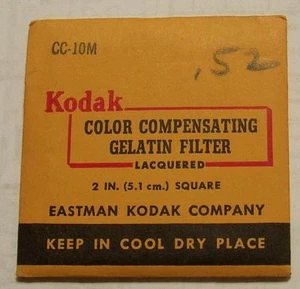 CC-10M
.52
Kodak
COLOR COMPENSATING
GELATIN FILTER
LACQUERED
2 IN. (5.1 cm.) SQUARE
EASTMAN KODAK COMPANY
KEEP IN COOL DRY PLACE